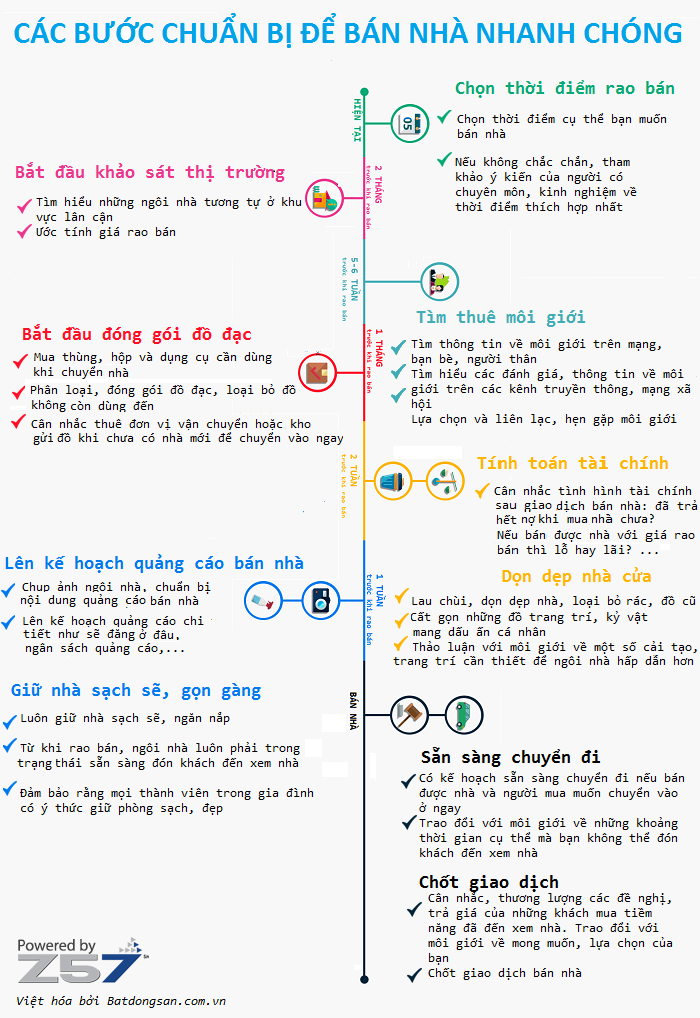 CÁC BƯỚC CHUẨN BỊ ĐỂ BÁN NHÀ NHANH CHÓNG
HIỆN TẠI
Chọn thời điểm rao bán
Chọn thời điểm cụ thể bạn muốn
bán nhà
Nếu không chắc chắn, tham
khảo ý kiến của người có
chuyên môn, kinh nghiệm về
thời điểm thích hợp nhất
2 THÁNG
trước khi rao bán
Bắt đầu khảo sát thị trường
Tìm hiểu những ngôi nhà tương tự ở khu
vực lân cận
Ước tính giá rao bán
5-6 TUẦN
trước khi rao bán
Tìm thuê môi giới
Tìm thông tin về môi giới trên mạng,
bạn bè, người thân
Tìm hiểu các đánh giá, thông tin về môi
giới trên các kênh truyền thông, mạng xã
hội
Lựa chọn và liên lạc, hẹn gặp môi giới
1 THÁNG
trước khi rao bán
Bắt đầu đóng gói đồ đạc
Mua thùng, hộp và dụng cụ cần dùng
khi chuyển nhà
Phân loại, đóng gói đồ đạc, loại bỏ đồ
không còn dùng đến
Cân nhắc thuê đơn vị vận chuyển hoặc kho
gửi đồ khi chưa có nhà mới để chuyển vào ngay
2 TUẦN
trước khi rao bán
Tính toán tài chính
Cân nhắc tình hình tài chính
sau giao dịch bán nhà: đã trả
hết nợ khi mua nhà chưa?
Nếu bán được nhà với giá rao
bán thì lỗ hay lãi? ...
Dọn dẹp nhà cửa
Lau chùi, dọn dẹp nhà, loại bỏ rác, đồ cũ
Cất gọn những đồ trang trí, kỷ vật
mang dấu ấn cá nhân
Thảo luận với môi giới về một số cải tạo,
trang trí cần thiết để ngôi nhà hấp dẫn hơn
1 TUẦN
trước khi rao bán
Lên kế hoạch quảng cáo bán nhà
Chụp ảnh ngôi nhà, chuẩn bị
nội dung quảng cáo bán nhà
Lên kế hoạch quảng cáo chi
tiết như sẽ đăng ở đâu,
ngân sách quảng cáo,...
Giữ nhà sạch sẽ, gọn gàng
Luôn giữ nhà sạch sẽ, ngăn nắp
Từ khi rao bán, ngôi nhà luôn phải trong
trạng thái sẵn sàng đón khách đến xem nhà
Đảm bảo rằng mọi thành viên trong gia đình
có ý thức giữ phòng sạch, đẹp
BÁN NHÀ
Sẵn sàng chuyển đi
Có kế hoạch sẵn sàng chuyển đi nếu bán
được nhà và người mua muốn chuyển vào
ở ngay
Trao đổi với môi giới về những khoảng
thời gian cụ thể mà bạn không thể đón
khách đến xem nhà
Chốt giao dịch
Cân nhắc, thương lượng các đề nghị,
trả giá của những khách mua tiềm
năng đã đến xem nhà. Trao đổi với
môi giới về mong muốn, lựa chọn của
bạn
Chốt giao dịch bán nhà
Powered by
Z57
Việt hóa bởi Batdongsan.com.vn